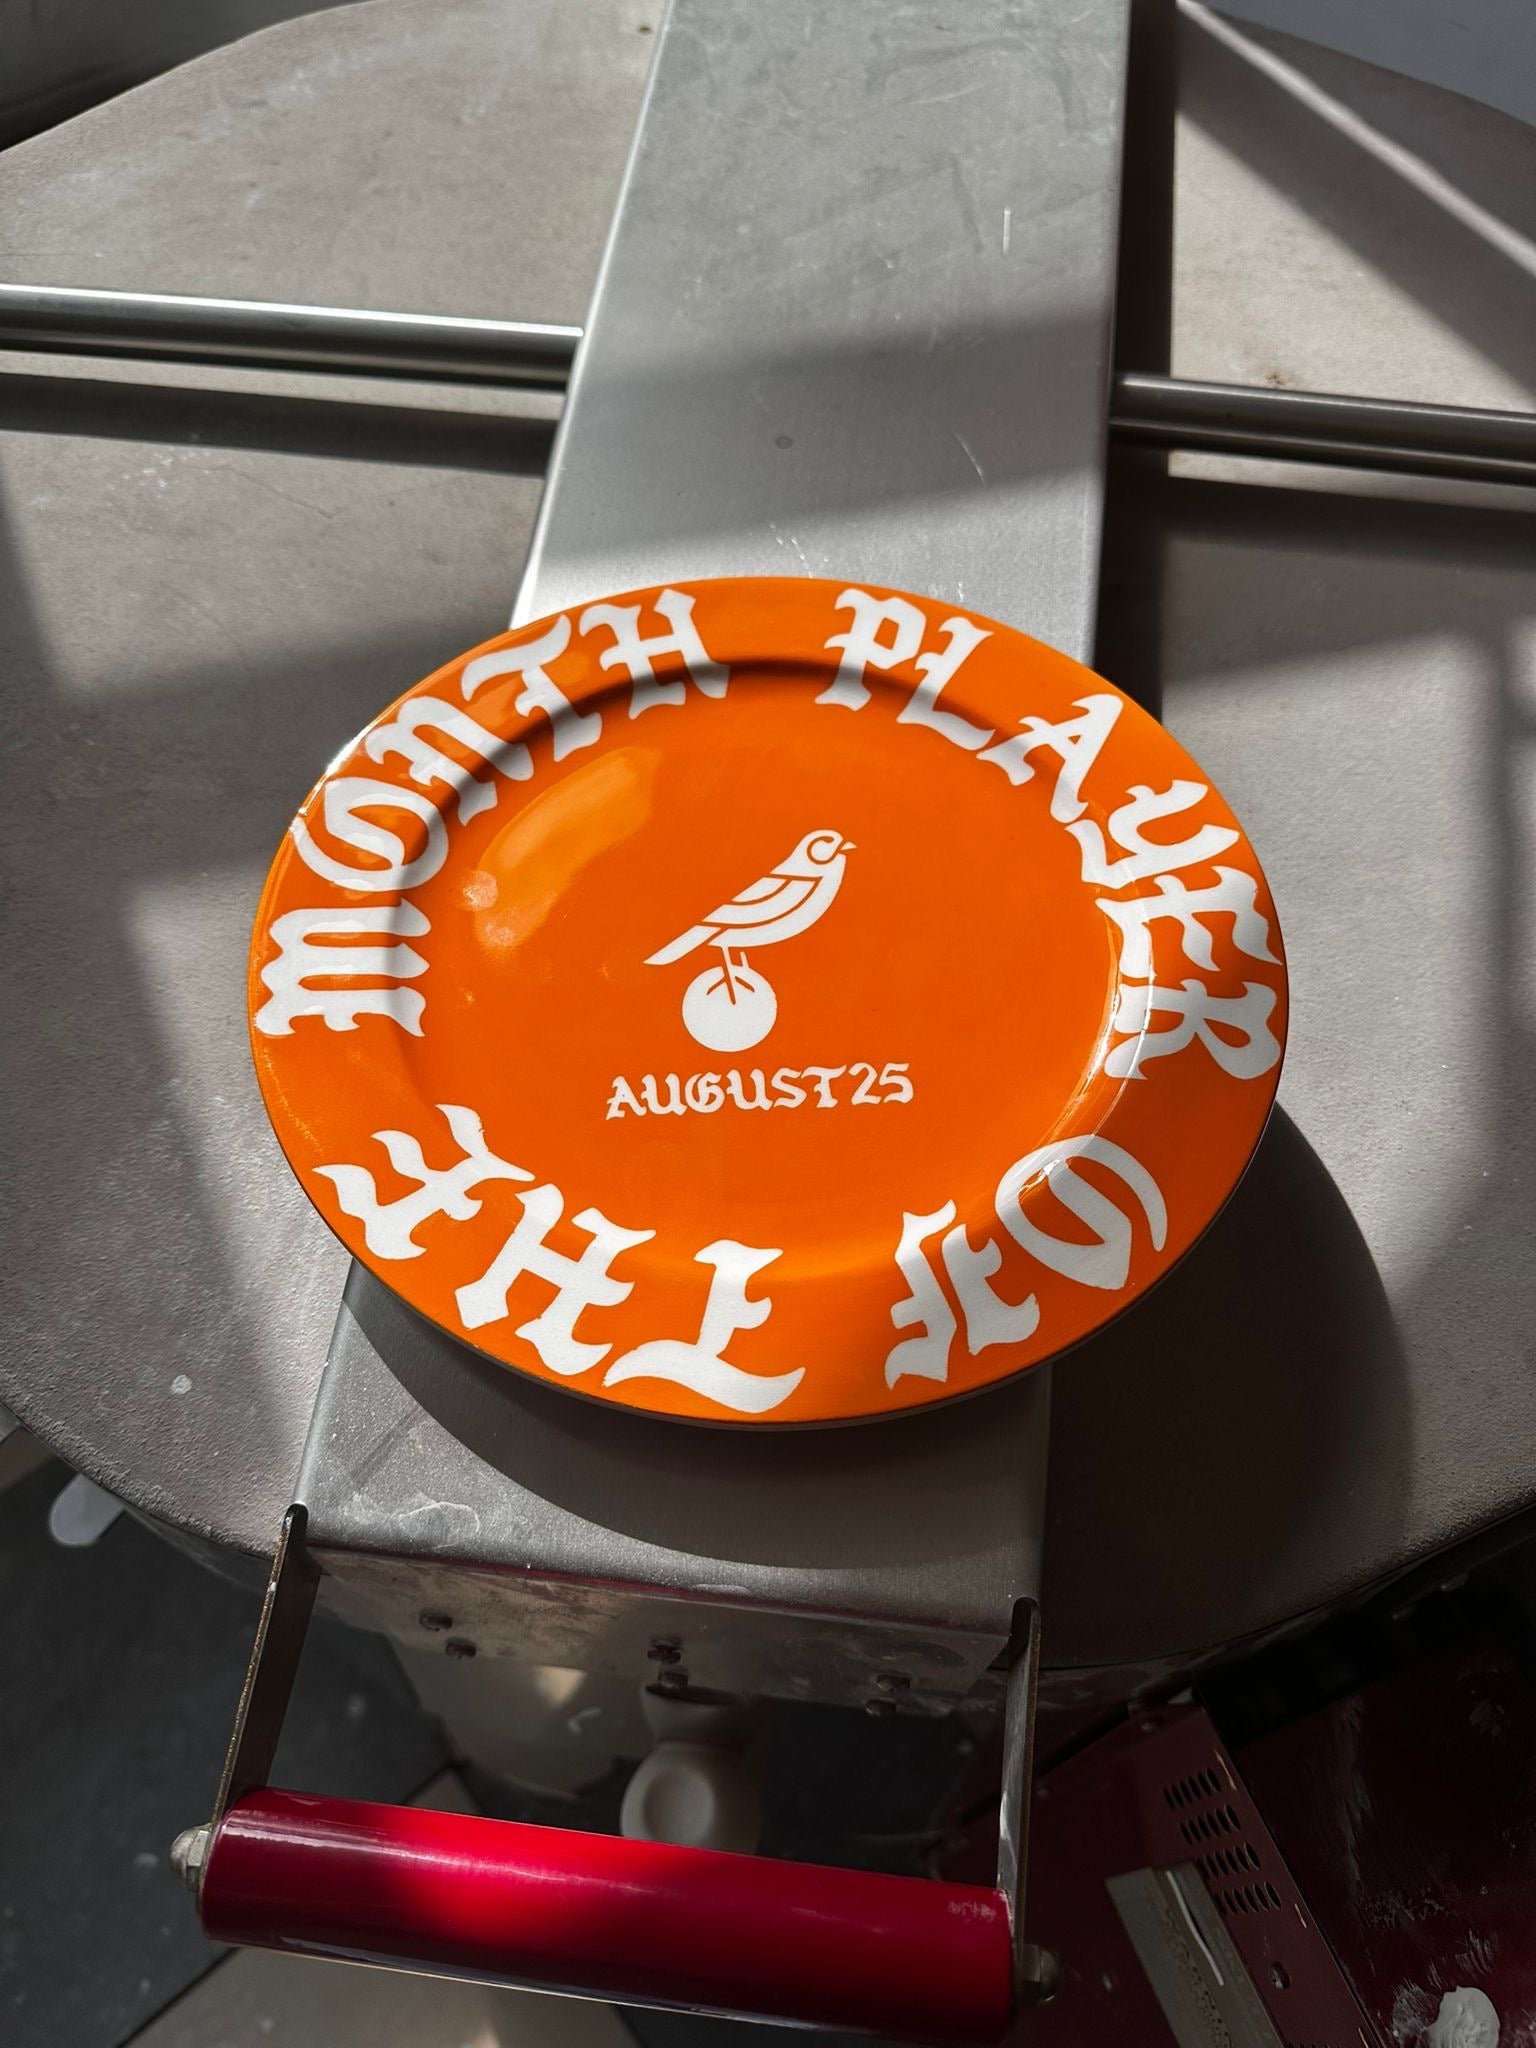 PLAYER OF THE MONTH
AUGUST25